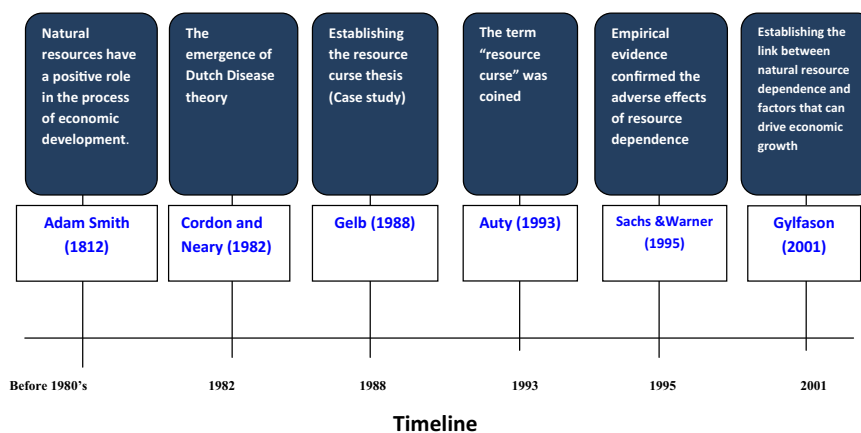 Natural
resources have
a positive role
in the process
of economic
development.
The
emergence of
Dutch Disease
theory
Establishing
the resource
curse thesis
(Case study)
The term
“resource
curse” was
coined
Empirical
evidence
confirmed the
adverse effects
of resource
dependence
Establishing the
link between
natural resource
dependence and
factors that can
drive economic
growth
Adam Smith
(1812)
Cordon and
Neary (1982)
Gelb (1988)
Auty (1993)
Sachs &Warner
(1995)
Gylfason
(2001)
Before 1980’s
1982
1988
1993
1995
2001
Timeline